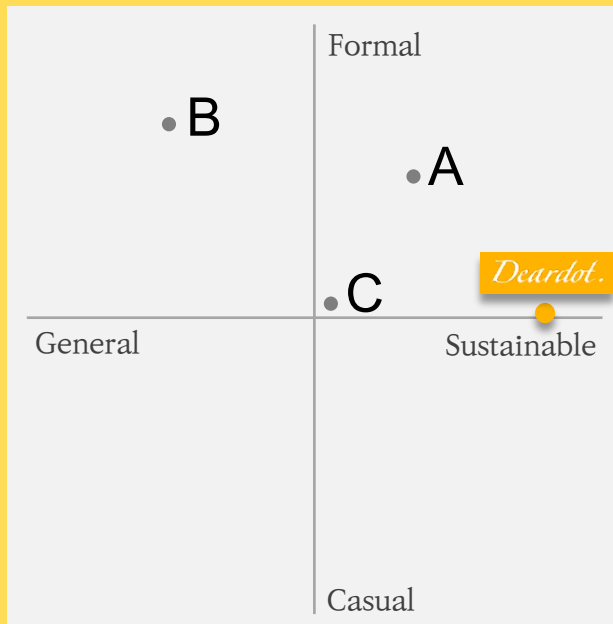 Formal
B
A
Deardot.
C
General
Sustainable
Casual